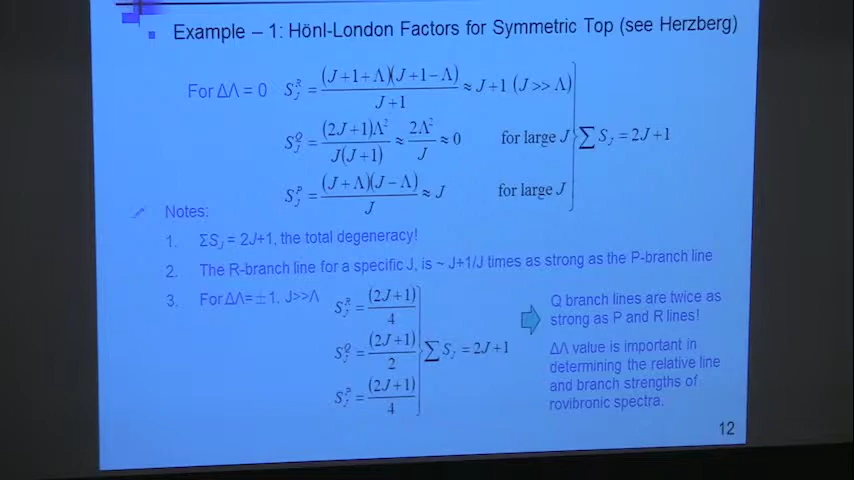 Example – 1: Hönl-London Factors for Symmetric Top (see Herzberg)
For ΔΛ = 0 S_J^R = (J+1+Λ)(J+1−Λ) / J+1 ≈ J+1 (J >> Λ)
S_J^Q = (2J+1)Λ² / J(J+1) ≈ 2Λ² / J ≈ 0 for large J ∑ S_J = 2J+1
S_J^P = (J+Λ)(J−Λ) / J ≈ J for large J
Notes:
1. ΣS_J = 2J+1, the total degeneracy!
2. The R-branch line for a specific J, is ~ J+1/J times as strong as the P-branch line
3. For ΔΛ=±1, J>>Λ
S_J^R = (2J+1) / 4
S_J^Q = (2J+1) / 2 ∑ S_J = 2J+1
S_J^P = (2J+1) / 4
Q branch lines are twice as
strong as P and R lines!
ΔΛ value is important in
determining the relative line
and branch strengths of
rovibronic spectra.
12